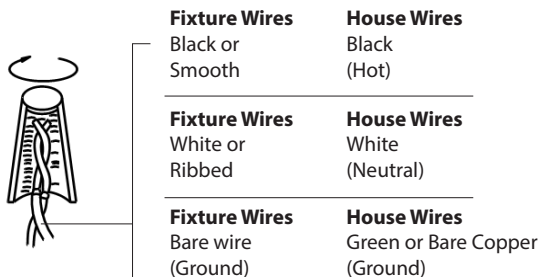 Fixture Wires House Wires
Black or Black
Smooth (Hot)
Fixture Wires House Wires
White or White
Ribbed (Neutral)
Fixture Wires House Wires
Bare wire Green or Bare Copper
(Ground) (Ground)